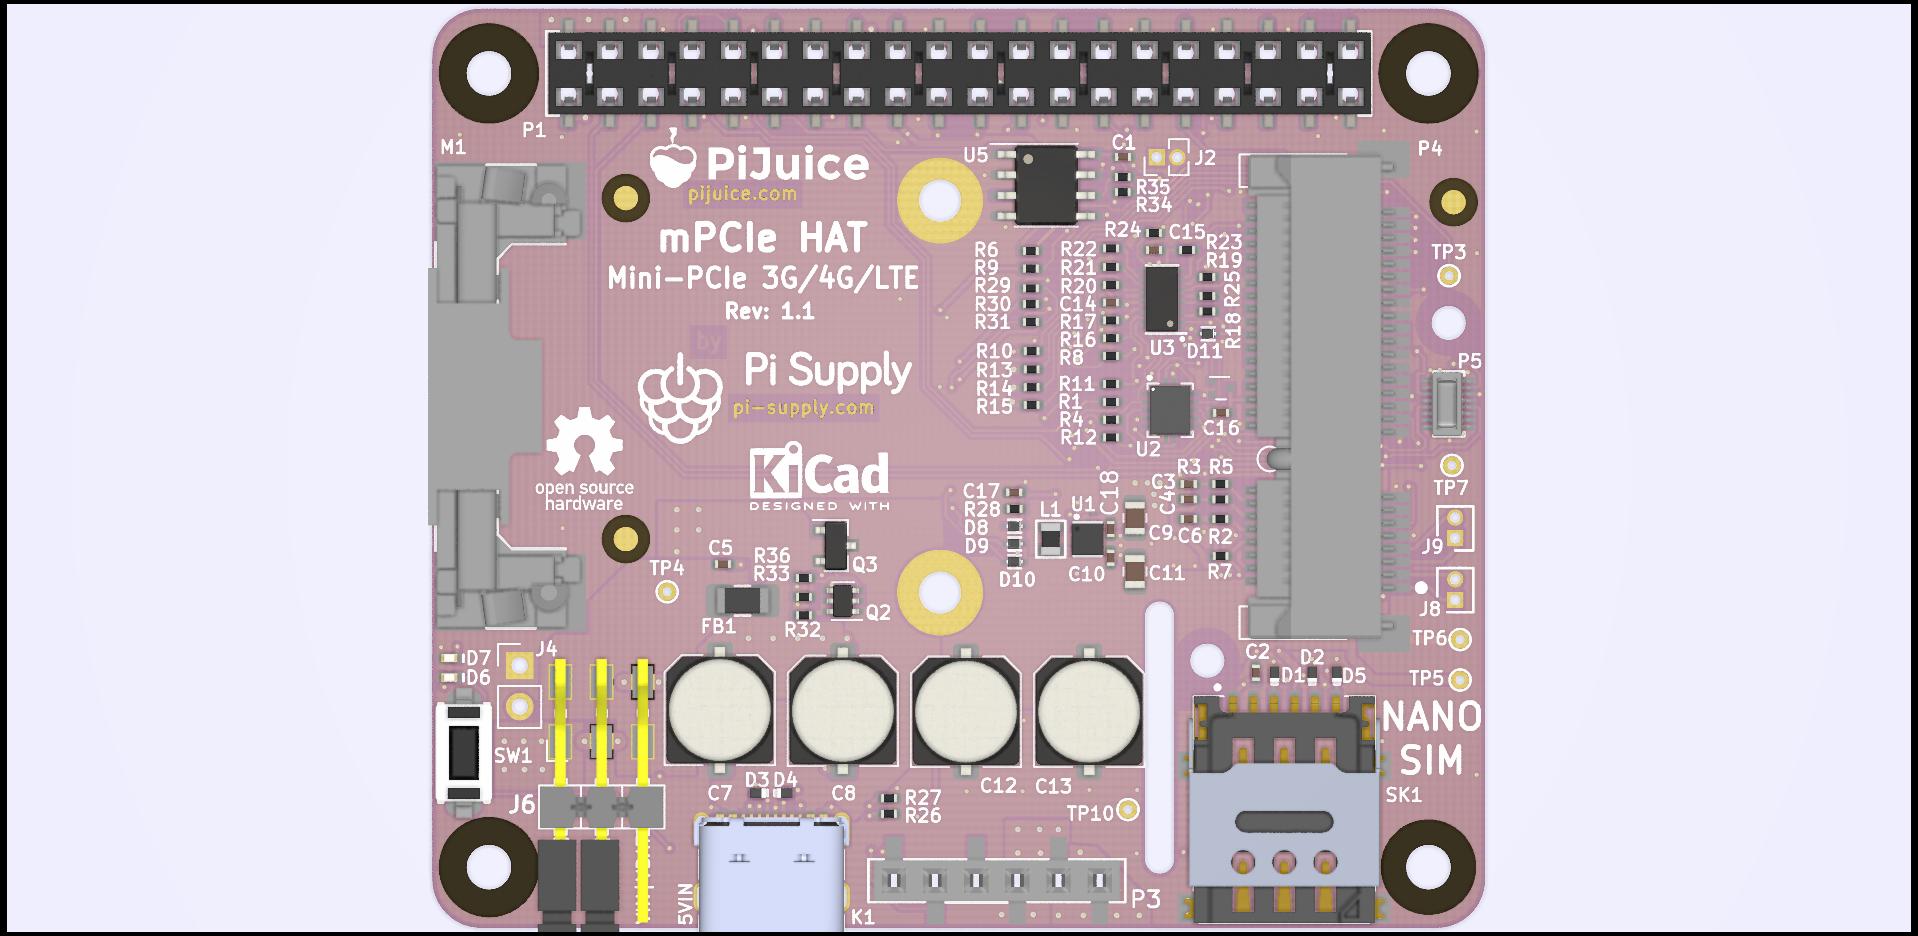 P1
M1
PiJuice
pijuice.com
U5
C1
J2
P4
R35
R34
mPCIe HAT
Mini-PCIe 3G/4G/LTE
Rev: 1.1
by
R24
C15
R23
R19
R6
R9
R29
R30
R31
R22
R21
R20
C14
R17
R16
R8
R18 R25
U3
D11
TP3
P5
Pi Supply
pi-supply.com
R10
R13
R14
R15
R11
R1
R4
R12
U2
C16
open source
hardware
KiCad
DESIGNED WITH
C17
R28
D8
D9
D10
L1
U1
C18
C10
C9
C11
R3
R5
C3
C4
C6
R2
R7
TP7
J9
J8
TP6
TP5
TP4
C5
R36
R33
Q3
FB1
R32
Q2
D7
D6
J4
SW1
J6
C7
D3
D4
C8
C12
C13
R27
R26
TP10
C2
D2
D1
D5
NANO
SIM
SK1
5VIN
K1
P3